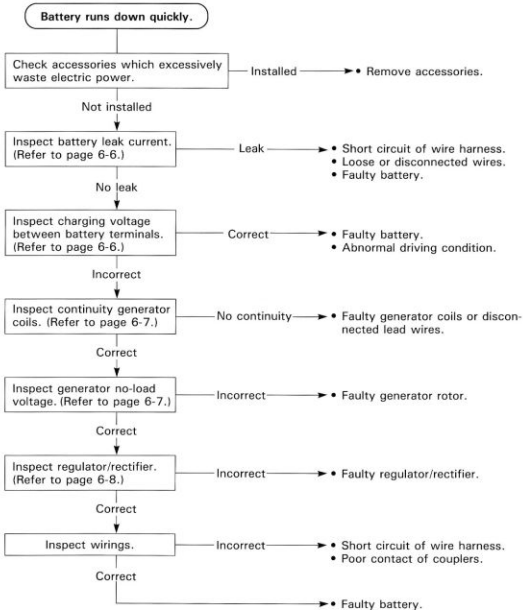 Battery runs down quickly.
Check accessories which excessively
waste electric power.
Installed
• Remove accessories.
Not installed
Inspect battery leak current.
(Refer to page 6-6.)
Leak
• Short circuit of wire harness.
• Loose or disconnected wires.
• Faulty battery.
No leak
Inspect charging voltage
between battery terminals.
(Refer to page 6-6.)
Correct
• Faulty battery.
• Abnormal driving condition.
Incorrect
Inspect continuity generator
coils. (Refer to page 6-7.)
No continuity
• Faulty generator coils or discon-
nected lead wires.
Correct
Inspect generator no-load
voltage. (Refer to page 6-7.)
Incorrect
• Faulty generator rotor.
Correct
Inspect regulator/rectifier.
(Refer to page 6-8.)
Incorrect
• Faulty regulator/rectifier.
Correct
Inspect wirings.
Incorrect
• Short circuit of wire harness.
• Poor contact of couplers.
Correct
• Faulty battery.